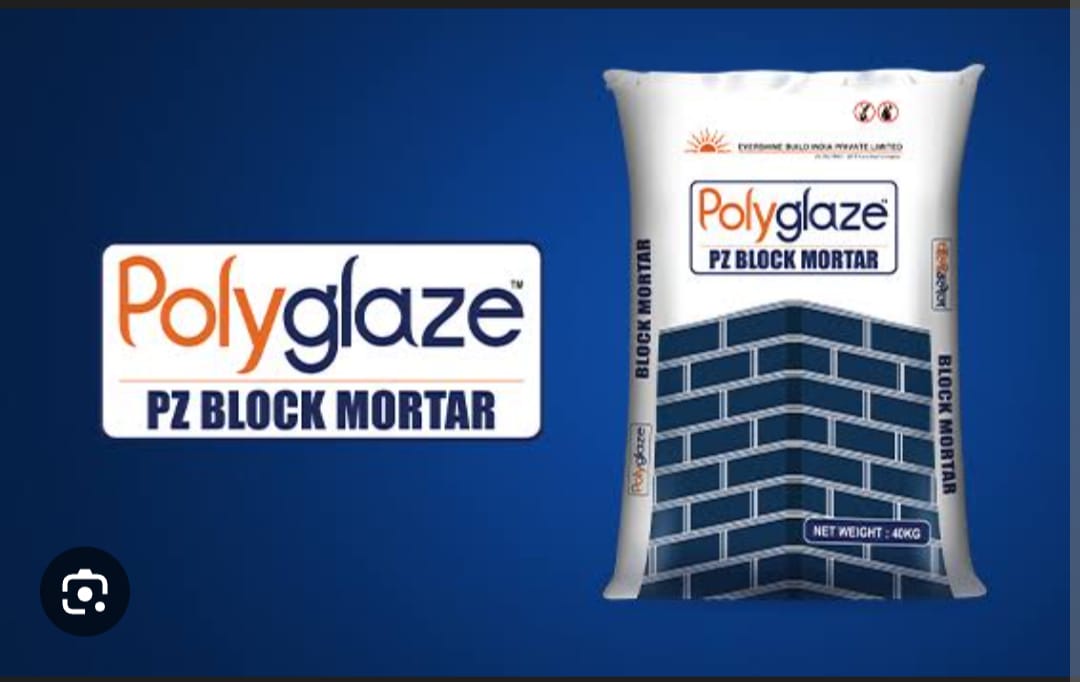 Polyglaze™
PZ BLOCK MORTAR
EVERSHINE BUILD INDIA PRIVATE LIMITED
Polyglaze™
PZ BLOCK MORTAR
BLOCK MORTAR
Polyglaze
BLOCK MORTAR
NET WEIGHT : 40KG